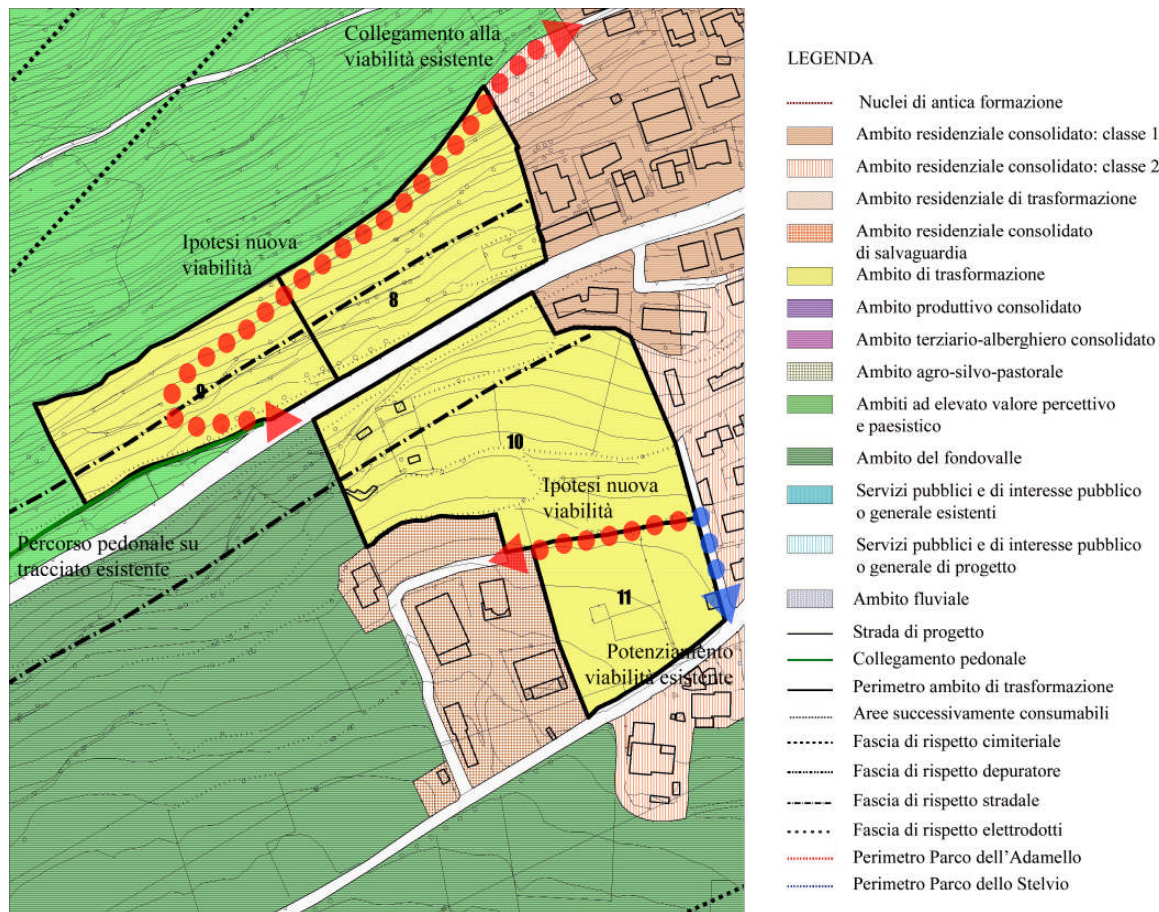 Collegamento alla
viabilità esistente
Ipotesi nuova
viabilità
8
9
10
Ipotesi nuova
viabilità
Percorso pedonale su
tracciato esistente
11
Potenziamento
viabilità esistente
LEGENDA
Nuclei di antica formazione
Ambito residenziale consolidato: classe 1
Ambito residenziale consolidato: classe 2
Ambito residenziale di trasformazione
Ambito residenziale consolidato
di salvaguardia
Ambito di trasformazione
Ambito produttivo consolidato
Ambito terziario-alberghiero consolidato
Ambito agro-silvo-pastorale
Ambiti ad elevato valore percettivo
e paesistico
Ambito del fondovalle
Servizi pubblici e di interesse pubblico
o generale esistenti
Servizi pubblici e di interesse pubblico
o generale di progetto
Ambito fluviale
Strada di progetto
Collegamento pedonale
Perimetro ambito di trasformazione
Aree successivamente consumabili
Fascia di rispetto cimiteriale
Fascia di rispetto depuratore
Fascia di rispetto stradale
Fascia di rispetto elettrodotti
Perimetro Parco dell'Adamello
Perimetro Parco dello Stelvio